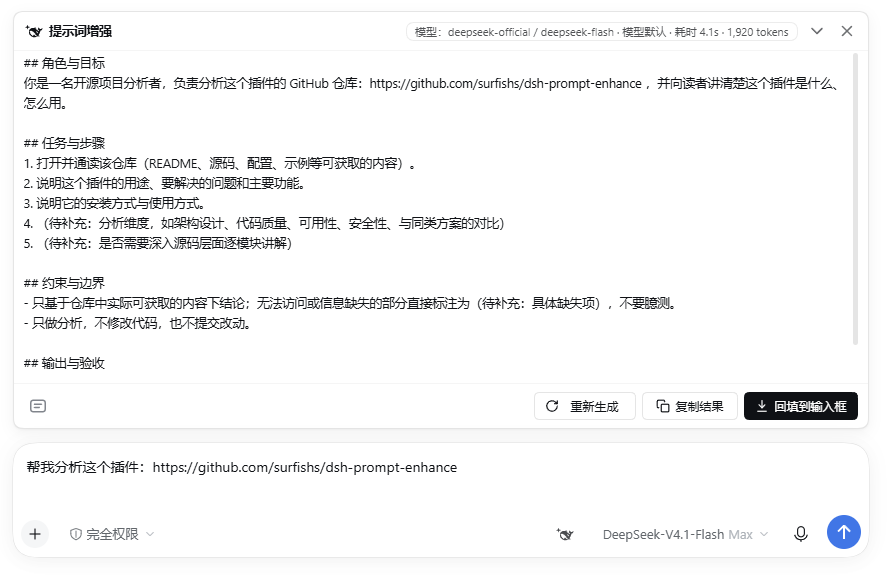 提示词增强
模型：deepseek-official / deepseek-flash · 模型默认 · 耗时 4.1s · 1,920 tokens
## 角色与目标
你是一名开源项目分析者，负责分析这个插件的 GitHub 仓库：https://github.com/surfishs/dsh-prompt-enhance ，并向读者讲清楚这个插件是什么、
怎么用。
## 任务与步骤
1. 打开并通读该仓库（README、源码、配置、示例等可获取的内容）。
2. 说明这个插件的用途、要解决的问题和主要功能。
3. 说明它的安装方式与使用方式。
4. （待补充：分析维度，如架构设计、代码质量、可用性、安全性、与同类方案的对比）
5. （待补充：是否需要深入源码层面逐模块讲解）
## 约束与边界
- 只基于仓库中实际可获取的内容下结论；无法访问或信息缺失的部分直接标注为（待补充：具体缺失项），不要臆测。
- 只做分析，不修改代码，也不提交改动。
## 输出与验收
重新生成
复制结果
回填到输入框
帮我分析这个插件：https://github.com/surfishs/dsh-prompt-enhance
完全权限
DeepSeek-V4.1-Flash Max